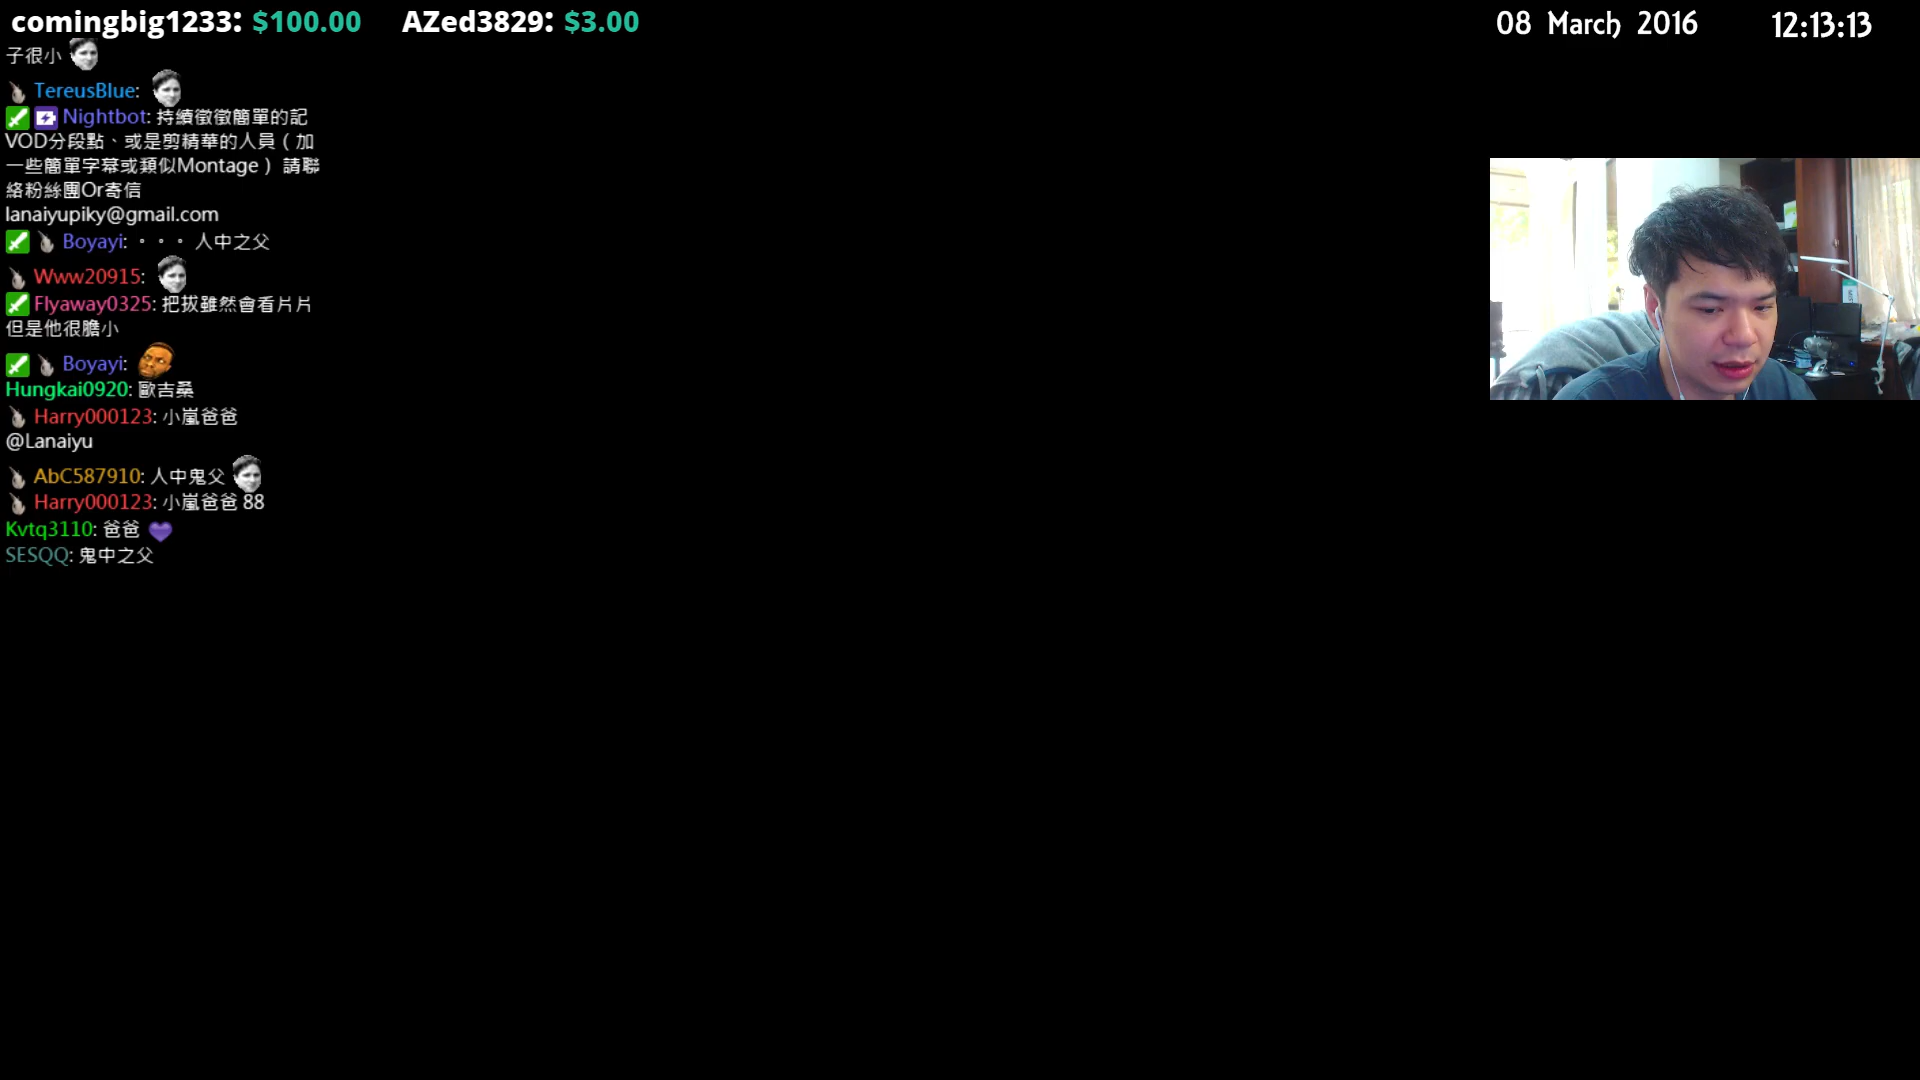 comingbig1233: $100.00 AZed3829: $3.00
08 March 2016 12:13:13
子很小
TereusBlue:
Nightbot: 持續徵徵簡單的記
VOD分段點、或是剪精華的人員（加
一些簡單字幕或類似Montage） 請聯
絡粉絲團Or寄信
lanaiyupiky@gmail.com
Boyayi: 。。。人中之父
Www20915:
Flyaway0325: 把拔雖然會看片片
但是他很膽小
Boyayi:
Hungkai0920: 歐吉桑
Harry000123: 小嵐爸爸
@Lanaiyu
AbC587910: 人中鬼父
Harry000123: 小嵐爸爸 88
Kvtq3110: 爸爸
SESQQ: 鬼中之父